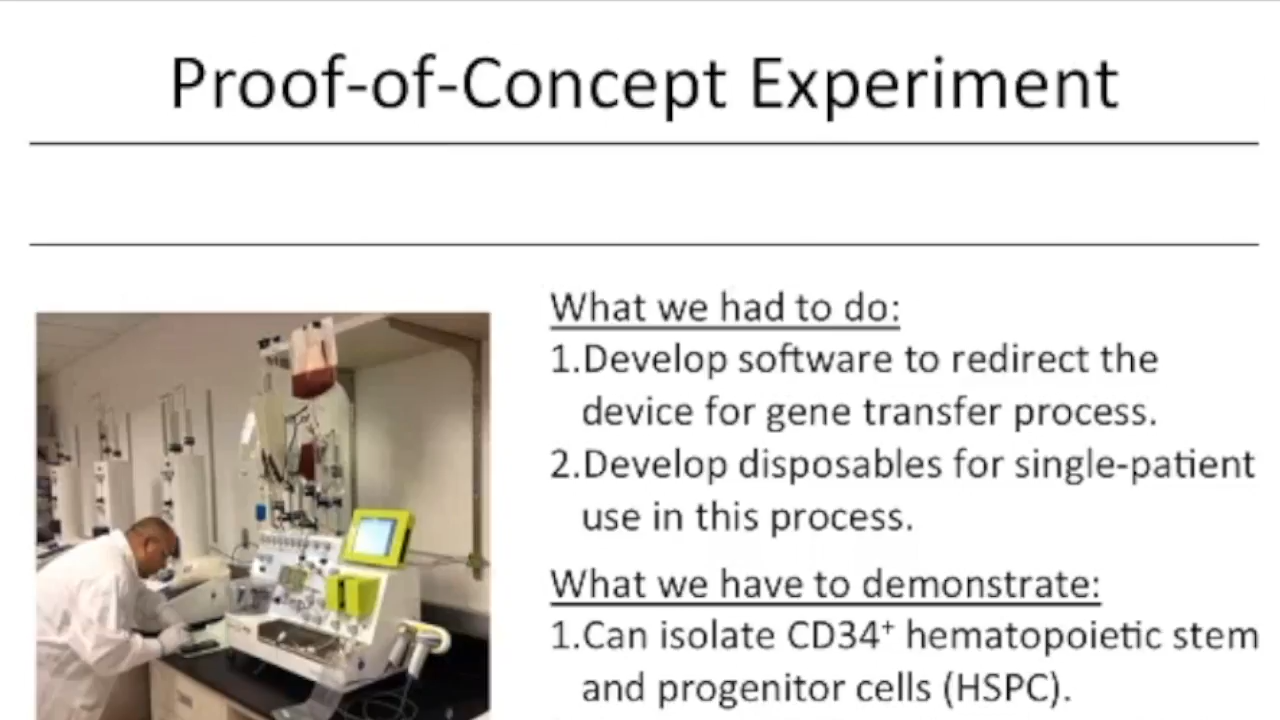 Proof-of-Concept Experiment
What we had to do:
1.Develop software to redirect the
device for gene transfer process.
2.Develop disposables for single-patient
use in this process.
What we have to demonstrate:
1.Can isolate CD34⁺ hematopoietic stem
and progenitor cells (HSPC).